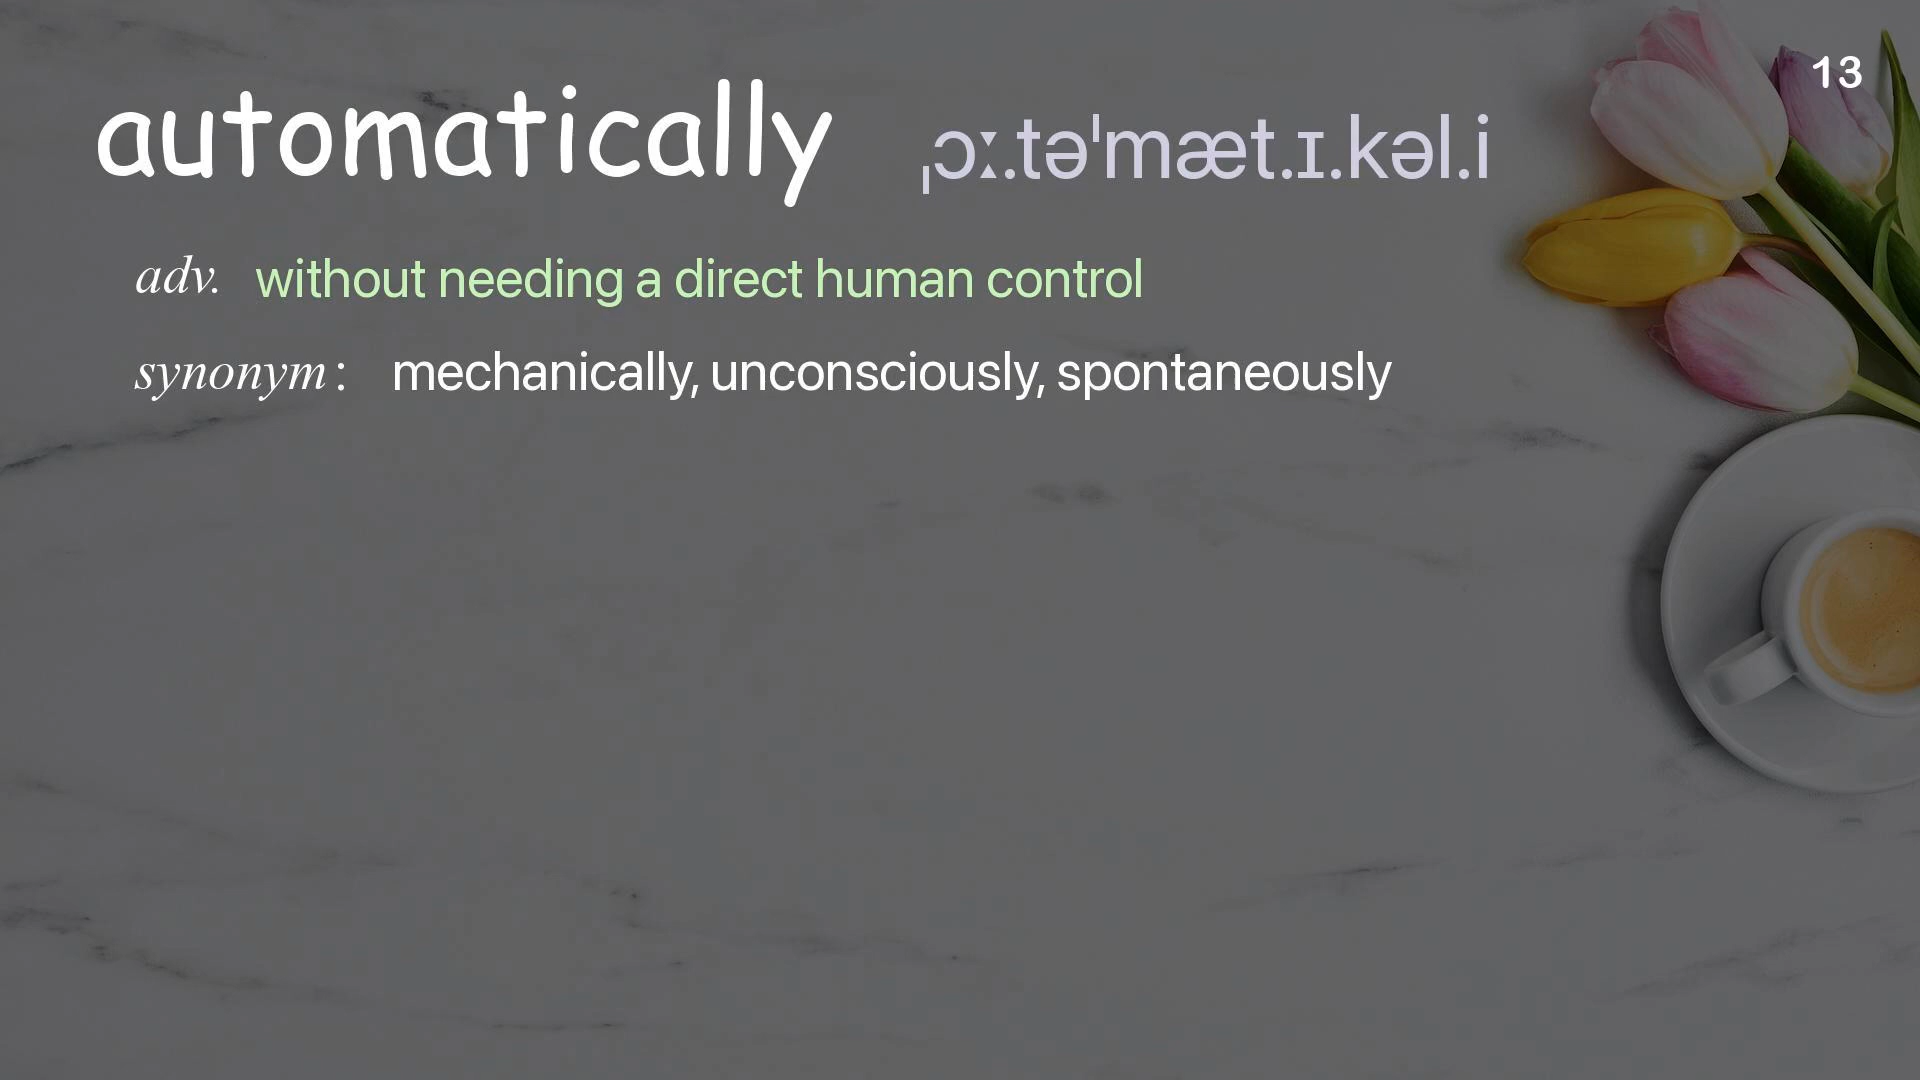 13
automatically ˌɔː.təˈmæt.ɪ.kəl.i
adv. without needing a direct human control
synonym : mechanically, unconsciously, spontaneously